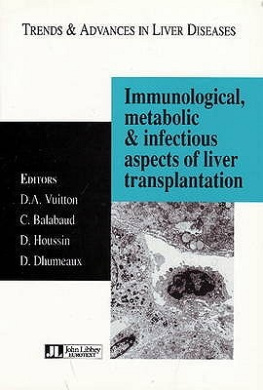 TRENDS & ADVANCES IN LIVER DISEASES
Immunological,
metabolic
& infectious
aspects of liver
transplantation
EDITORS
D.A. Vuitton
C. Balabaud
D. Houssin
D. Dhumeaux
JL
John Libbey
EUROTEXT